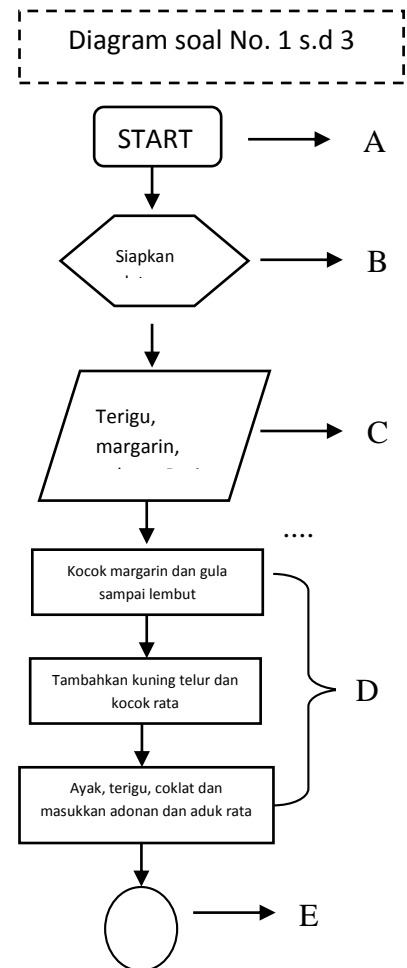 Diagram soal No. 1 s.d 3
START
A
Siapkan
B
Terigu,
margarin,
C
....
Kocok margarin dan gula
sampai lembut
Tambahkan kuning telur dan
kocok rata
D
Ayak, terigu, coklat dan
masukkan adonan dan aduk rata
E